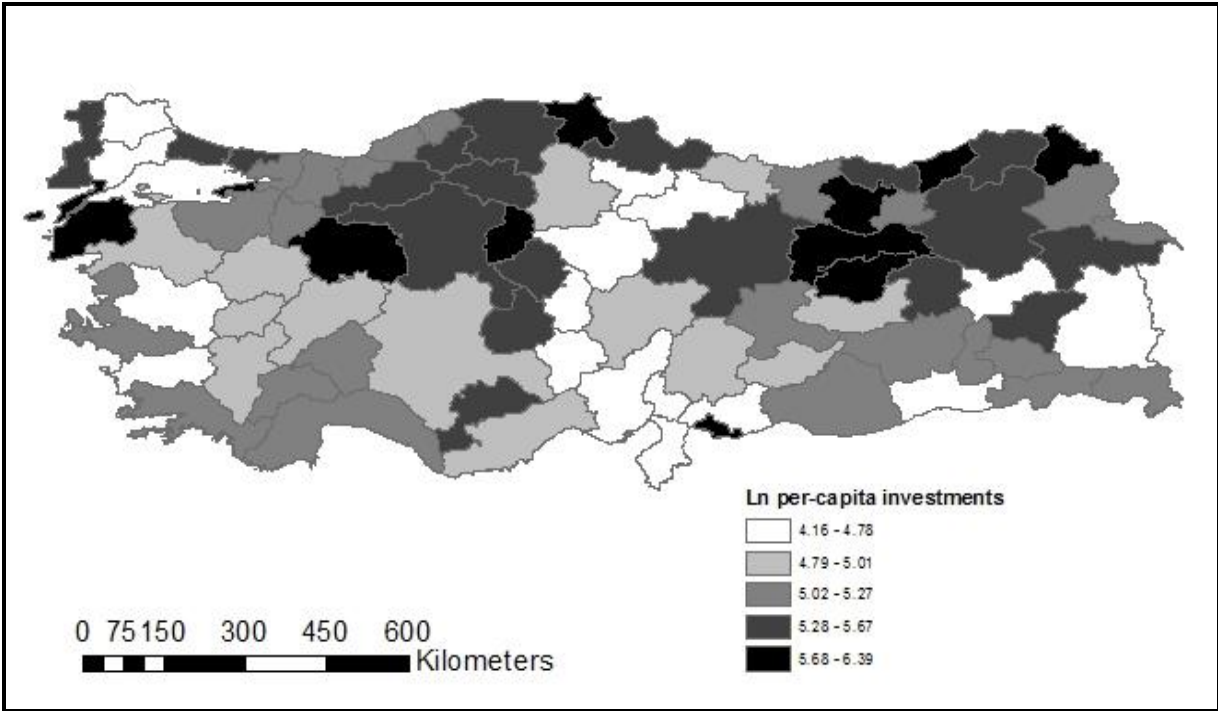 Ln per-capita investments
4.16 - 4.78
4.79 - 5.01
5.02 - 5.27
5.28 - 5.67
5.68 - 6.39
0 75 150 300 450 600
Kilometers